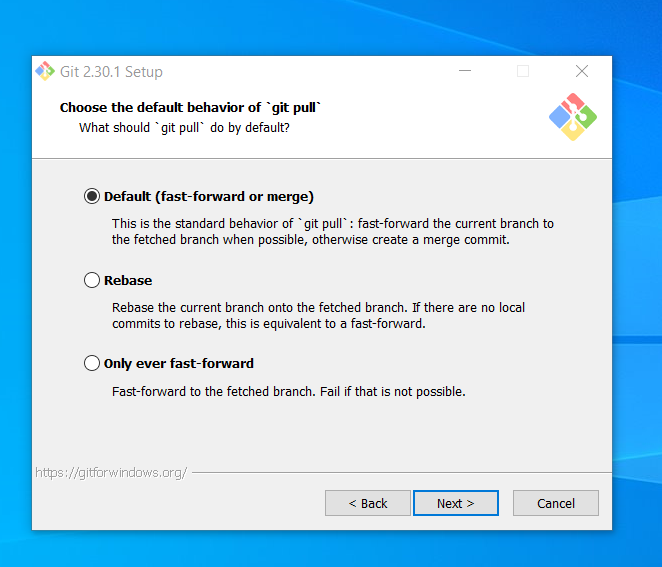 Git 2.30.1 Setup
Choose the default behavior of `git pull`
What should `git pull` do by default?
Default (fast-forward or merge)
This is the standard behavior of `git pull`: fast-forward the current branch to
the fetched branch when possible, otherwise create a merge commit.
Rebase
Rebase the current branch onto the fetched branch. If there are no local
commits to rebase, this is equivalent to a fast-forward.
Only ever fast-forward
Fast-forward to the fetched branch. Fail if that is not possible.
https://gitforwindows.org/
< Back Next > Cancel